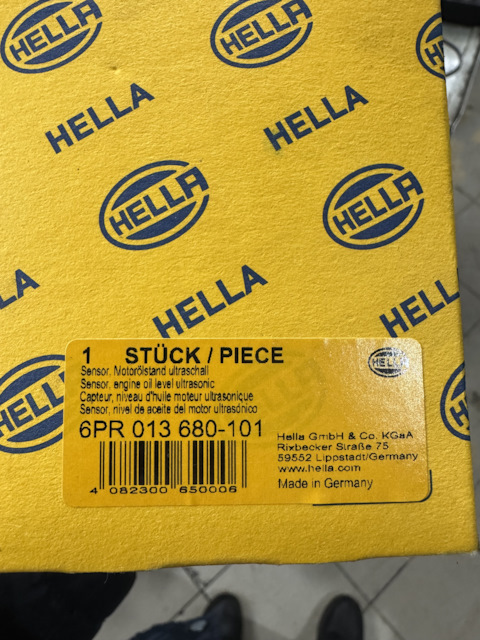 HELLA
HELLA
HELLA
HELLA
HELLA
HELLA
HELLA
HELLA
HELLA
1 STÜCK / PIECE
HELLA
Sensor, Motorölstand ultraschall
Sensor, engine oil level ultrasonic
Capteur, niveau d'huile moteur ultrasonique
Sensor, nivel de aceite del motor ultrasónico
6PR 013 680-101
4 082300 650006
Hella GmbH & Co. KGaA
Rixbecker Straße 75
59552 Lippstadt/Germany
www.hella.com
Made in Germany